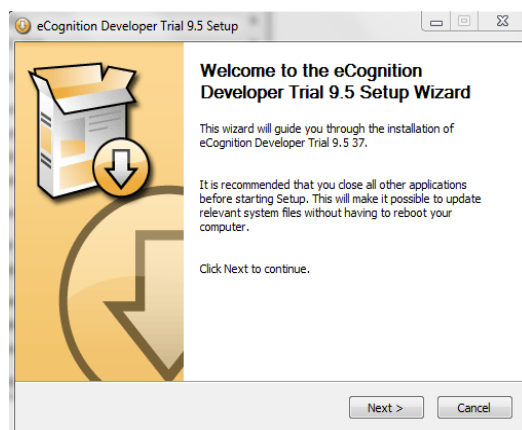 eCognition Developer Trial 9.5 Setup
Welcome to the eCognition
Developer Trial 9.5 Setup Wizard
This wizard will guide you through the installation of
eCognition Developer Trial 9.5 37.
It is recommended that you close all other applications
before starting Setup. This will make it possible to update
relevant system files without having to reboot your
computer.
Click Next to continue.
Next >
Cancel